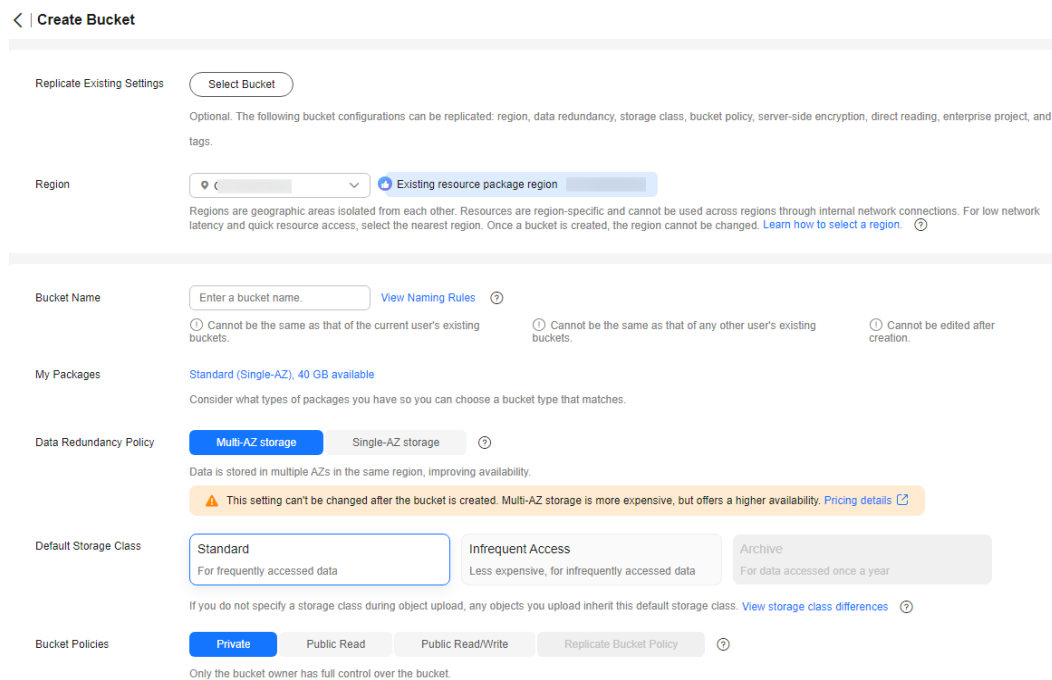 Create Bucket
Replicate Existing Settings
Select Bucket
Optional. The following bucket configurations can be replicated: region, data redundancy, storage class, bucket policy, server-side encryption, direct reading, enterprise project, and
tags.
Region
Existing resource package region
Regions are geographic areas isolated from each other. Resources are region-specific and cannot be used across regions through internal network connections. For low network
latency and quick resource access, select the nearest region. Once a bucket is created, the region cannot be changed. Learn how to select a region.
Bucket Name
Enter a bucket name.
View Naming Rules
Cannot be the same as that of the current user's existing
buckets.
Cannot be the same as that of any other user's existing
buckets.
Cannot be edited after
creation.
My Packages
Standard (Single-AZ), 40 GB available
Consider what types of packages you have so you can choose a bucket type that matches.
Data Redundancy Policy
Multi-AZ storage
Single-AZ storage
Data is stored in multiple AZs in the same region, improving availability.
This setting can't be changed after the bucket is created. Multi-AZ storage is more expensive, but offers a higher availability. Pricing details
Default Storage Class
Standard
For frequently accessed data
Infrequent Access
Less expensive, for infrequently accessed data
Archive
For data accessed once a year
If you do not specify a storage class during object upload, any objects you upload inherit this default storage class. View storage class differences
Bucket Policies
Private
Public Read
Public Read/Write
Replicate Bucket Policy
Only the bucket owner has full control over the bucket.